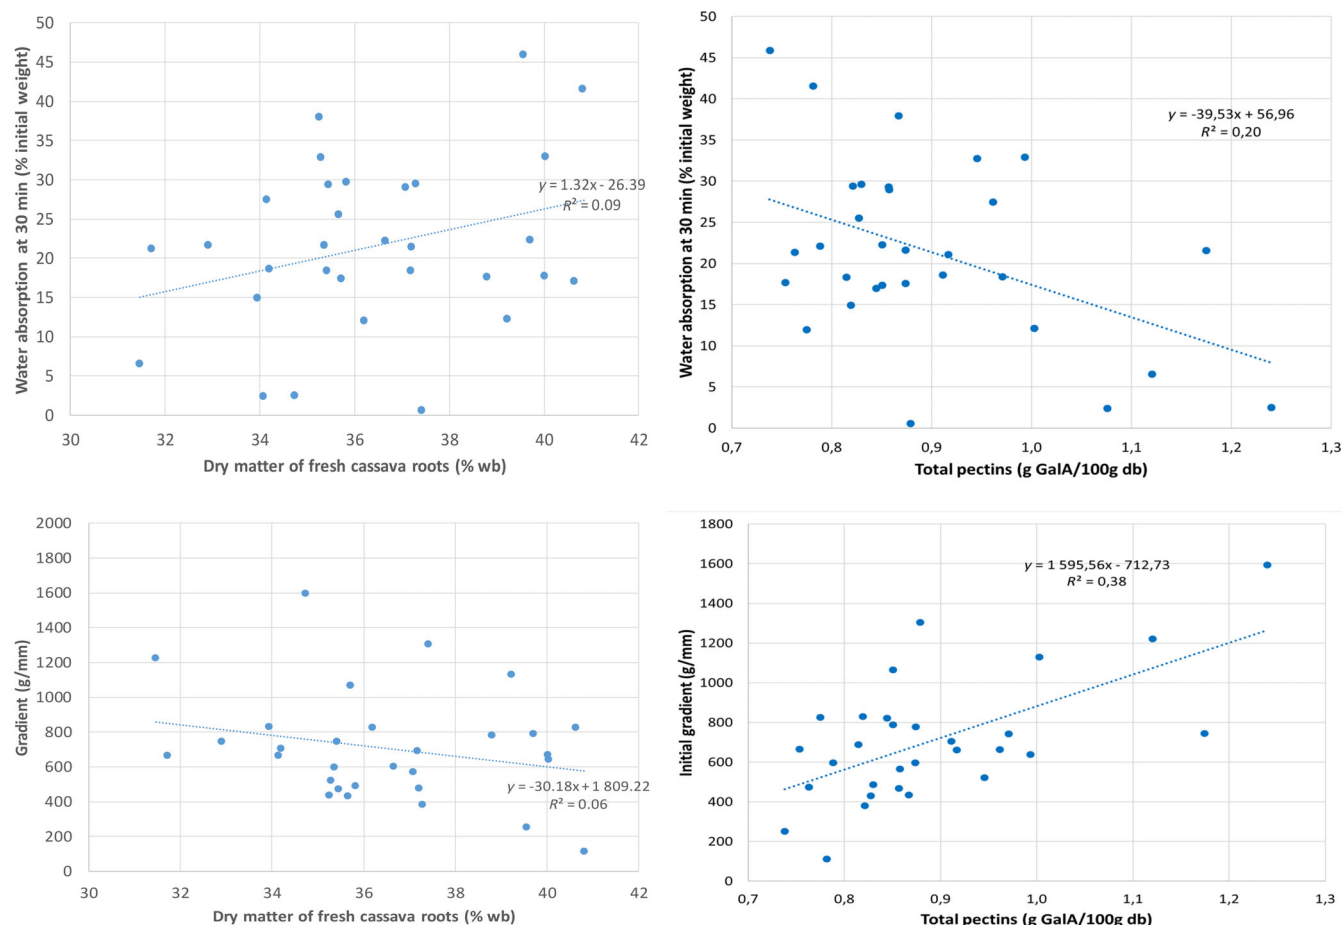 Water absorption at 30 min (% initial weight)
50
45
40
35
30
25
20
15
10
5
0
y = 1.32x - 26.39
R² = 0.09
30 32 34 36 38 40 42
Dry matter of fresh cassava roots (% wb)
Water absorption at 30 min (% initial weight)
50
45
40
35
30
25
20
15
10
5
0
y = -39,53x + 56,96
R² = 0,20
0,7 0,8 0,9 1,0 1,1 1,2 1,3
Total pectins (g GalA/100g db)
Gradient (g/mm)
2000
1800
1600
1400
1200
1000
800
600
400
200
0
y = -30.18x + 1 809.22
R² = 0.06
30 32 34 36 38 40 42
Dry matter of fresh cassava roots (% wb)
Initial gradient (g/mm)
1800
1600
1400
1200
1000
800
600
400
200
0
y = 1 595,56x - 712,73
R² = 0,38
0,7 0,8 0,9 1,0 1,1 1,2 1,3
Total pectins (g GalA/100g db)